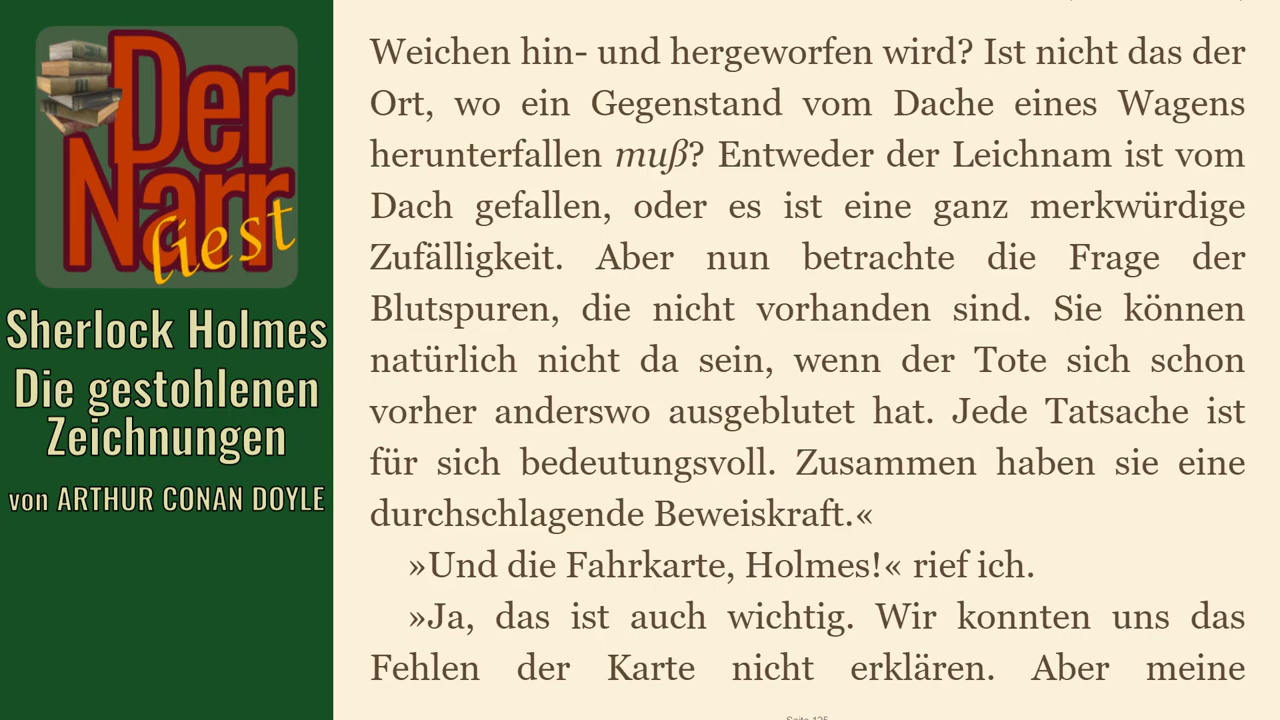 Der
Narr
liest
Sherlock Holmes
Die gestohlenen
Zeichnungen
von ARTHUR CONAN DOYLE
Weichen hin- und hergeworfen wird? Ist nicht das der
Ort, wo ein Gegenstand vom Dache eines Wagens
herunterfallen muß? Entweder der Leichnam ist vom
Dach gefallen, oder es ist eine ganz merkwürdige
Zufälligkeit. Aber nun betrachte die Frage der
Blutspuren, die nicht vorhanden sind. Sie können
natürlich nicht da sein, wenn der Tote sich schon
vorher anderswo ausgeblutet hat. Jede Tatsache ist
für sich bedeutungsvoll. Zusammen haben sie eine
durchschlagende Beweiskraft.«
»Und die Fahrkarte, Holmes!« rief ich.
»Ja, das ist auch wichtig. Wir konnten uns das
Fehlen der Karte nicht erklären. Aber meine